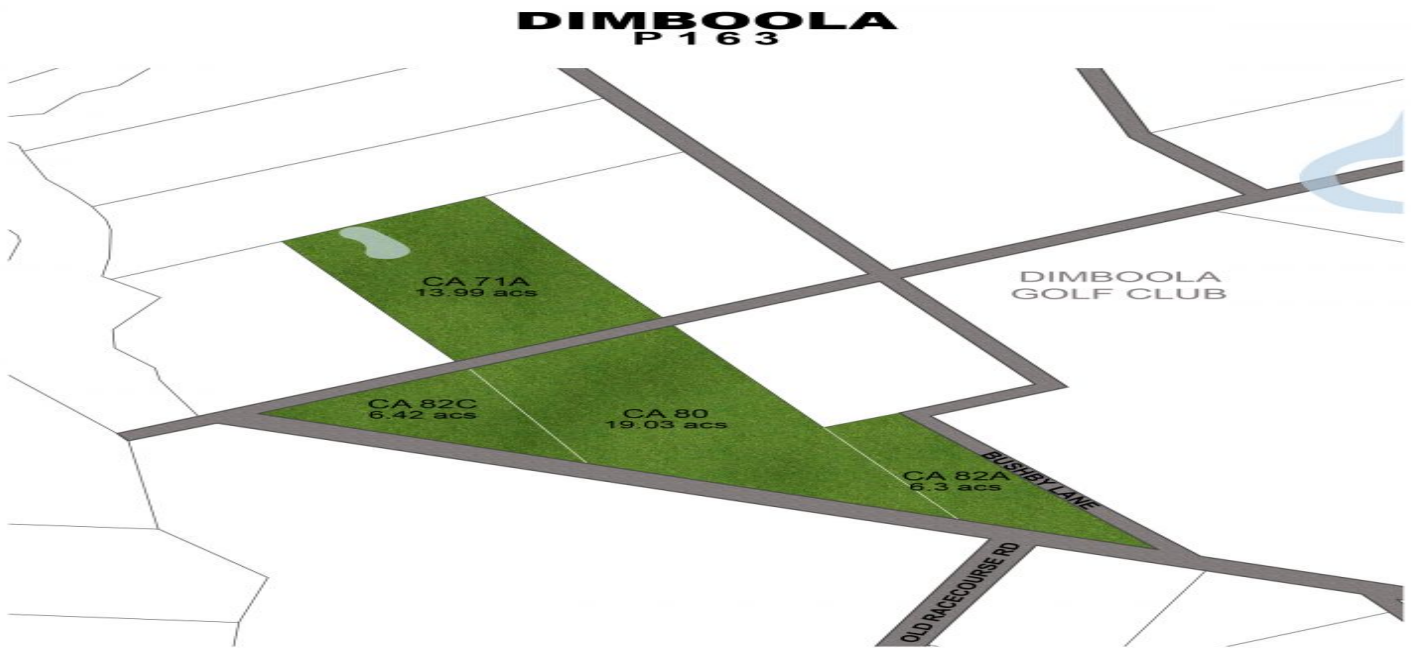 DIMBOOLA
P163
CA 71A
13.99 acs
DIMBOOLA
GOLF CLUB
CA 82C
6.42 acs
CA 80
19.03 acs
CA 82A
6.3 acs
BUSHBY LANE
OLD RACECOURSE RD